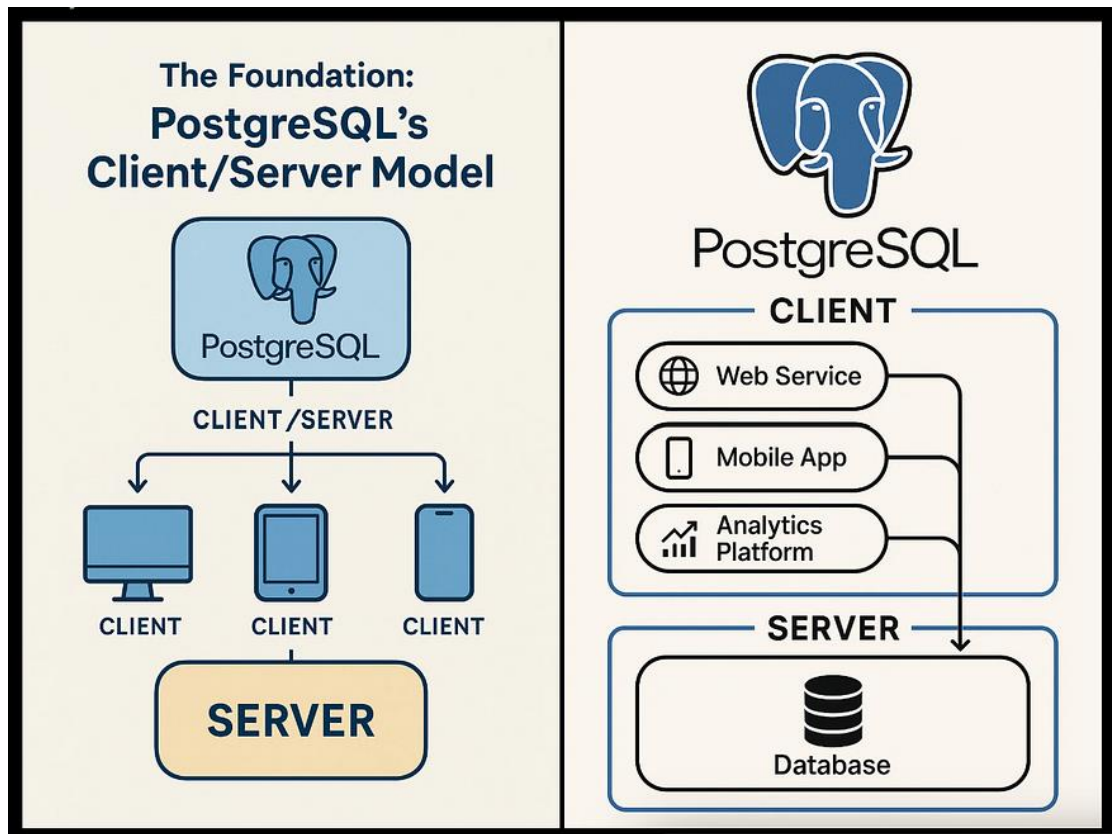 The Foundation:
PostgreSQL's
Client/Server Model
PostgreSQL
CLIENT/SERVER
CLIENT
CLIENT
CLIENT
SERVER
PostgreSQL
CLIENT
Web Service
Mobile App
Analytics
Platform
SERVER
Database